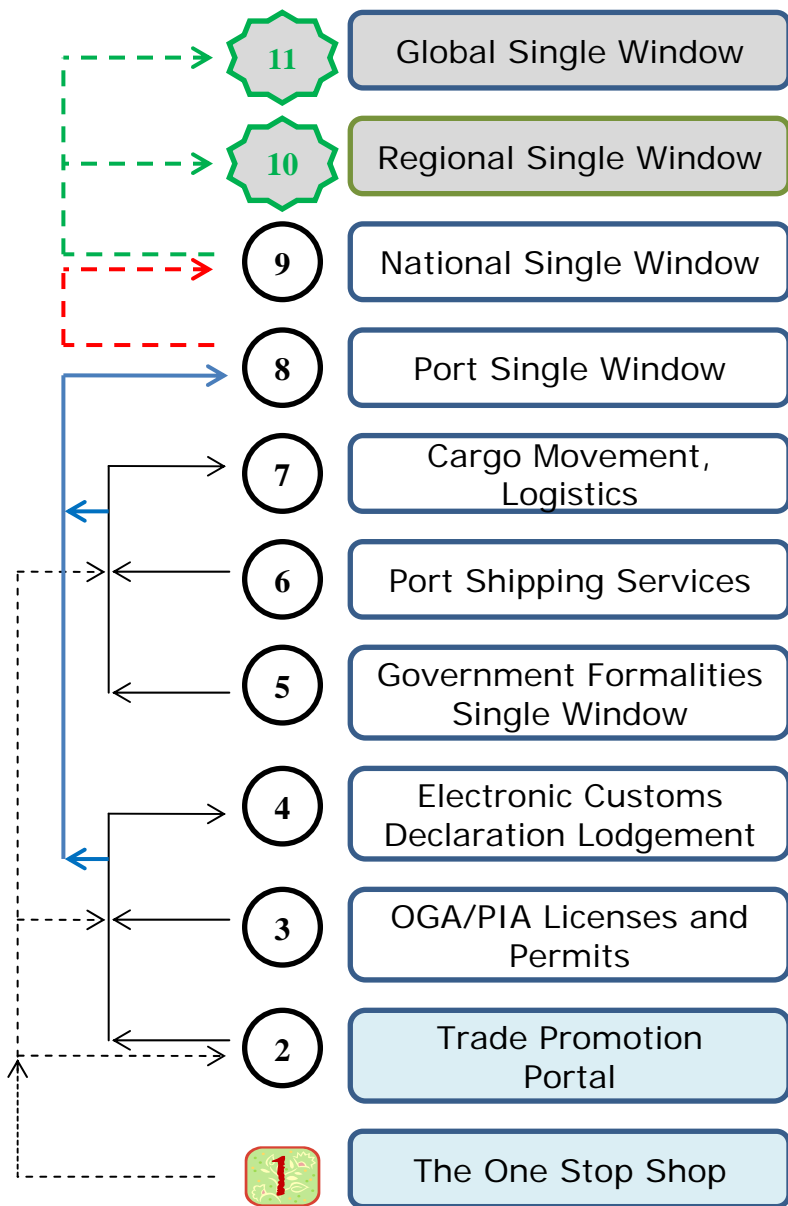 11
Global Single Window
10
Regional Single Window
9
National Single Window
8
Port Single Window
7
Cargo Movement,
Logistics
6
Port Shipping Services
5
Government Formalities
Single Window
4
Electronic Customs
Declaration Lodgement
3
OGA/PIA Licenses and
Permits
2
Trade Promotion
Portal
1
The One Stop Shop